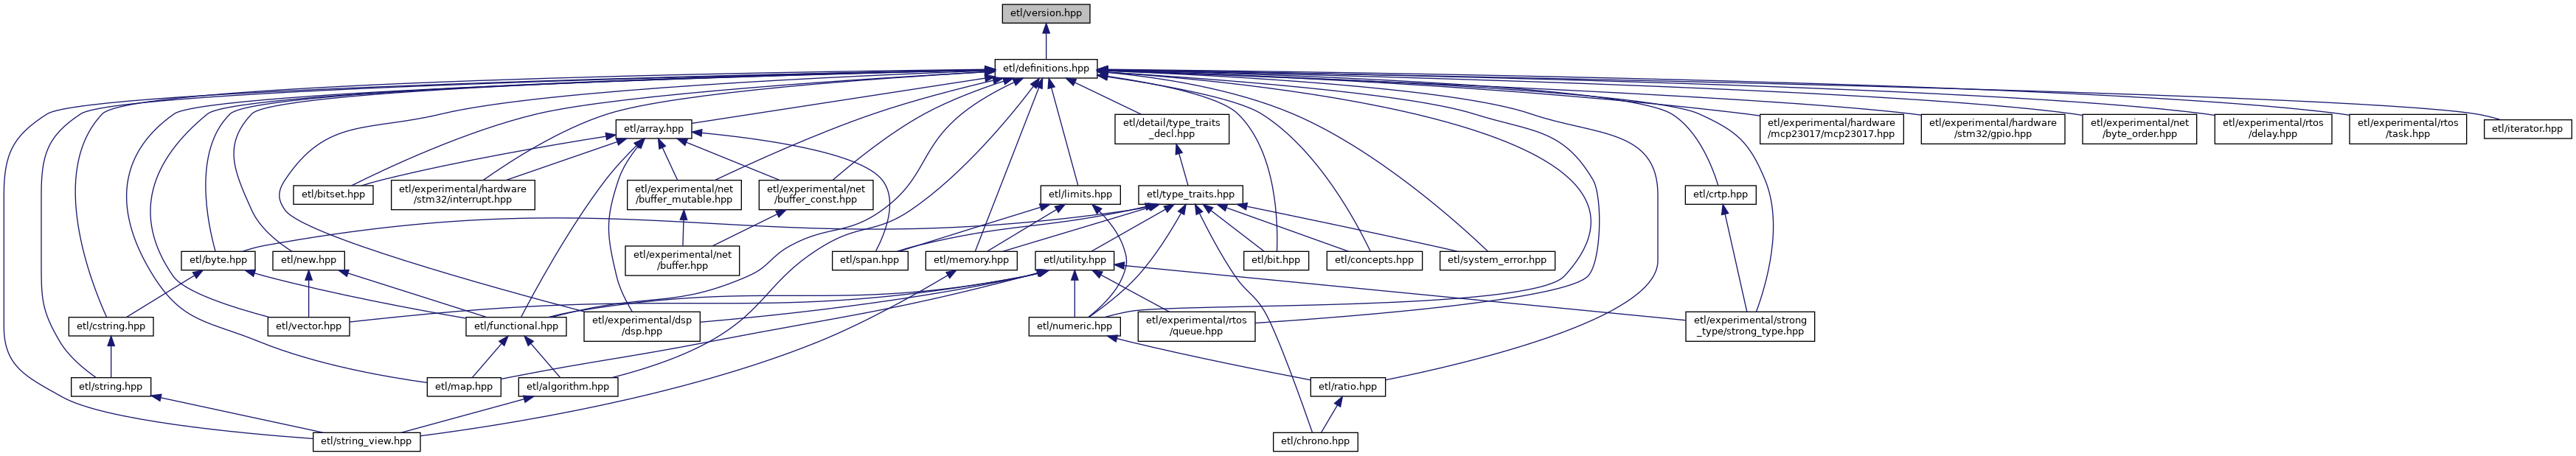 etl/version.hpp
etl/definitions.hpp
etl/array.hpp
etl/detail/type_traits
_decl.hpp
etl/experimental/hardware
/mcp23017/mcp23017.hpp
etl/experimental/hardware
/stm32/gpio.hpp
etl/experimental/net
/byte_order.hpp
etl/experimental/rtos
/delay.hpp
etl/experimental/rtos
/task.hpp
etl/iterator.hpp
etl/bitset.hpp
etl/experimental/hardware
/stm32/interrupt.hpp
etl/experimental/net
/buffer_mutable.hpp
etl/experimental/net
/buffer_const.hpp
etl/limits.hpp
etl/type_traits.hpp
etl/crtp.hpp
etl/byte.hpp
etl/new.hpp
etl/experimental/net
/buffer.hpp
etl/span.hpp
etl/memory.hpp
etl/utility.hpp
etl/bit.hpp
etl/concepts.hpp
etl/system_error.hpp
etl/cstring.hpp
etl/vector.hpp
etl/functional.hpp
etl/experimental/dsp
/dsp.hpp
etl/numeric.hpp
etl/experimental/rtos
/queue.hpp
etl/experimental/strong
_type/strong_type.hpp
etl/string.hpp
etl/map.hpp
etl/algorithm.hpp
etl/ratio.hpp
etl/string_view.hpp
etl/chrono.hpp